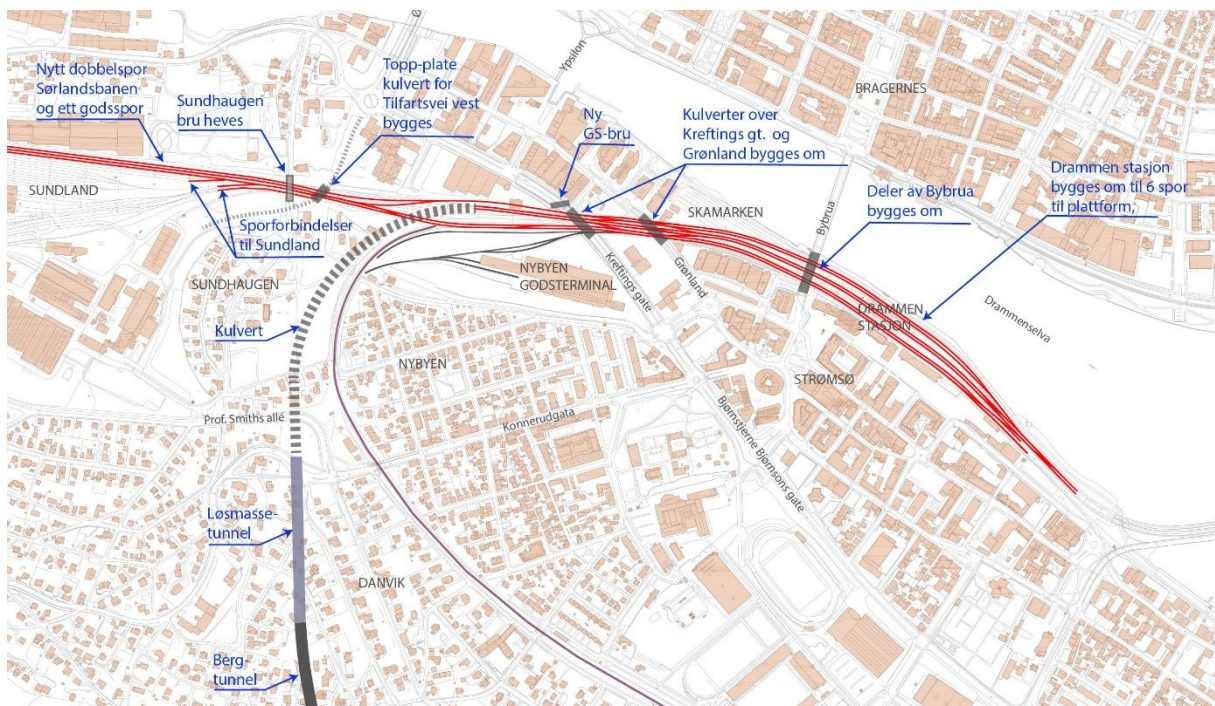 Nytt dobbelspor
Sørlandsbanen
og ett godsspor
Sundhaugen
bru heves
Topp-plate
kulvert for
Tilfartsvei vest
bygges
Ypsilon
Ny
GS-bru
Kulverter over
Kreftings gt. og
Grønland bygges om
BRAGERNES
Deler av Bybrua
bygges om
Drammen stasjon
bygges om til 6 spor
til plattform,
SUNDLAND
Sporforbindelser
til Sundland
SUNDHAUGEN
SKAMARKEN
Bybrua
NYBYEN
GODSTERMINAL
Kreftings gate
Grønland
DRAMMEN
STASJON
Drammenselva
Kulvert
NYBYEN
STRØMSØ
Prof. Smiths allé
Konnerudgata
Bjørnstjerne Bjørnsons gate
Løsmasse-
tunnel
DANVIK
Berg-
tunnel